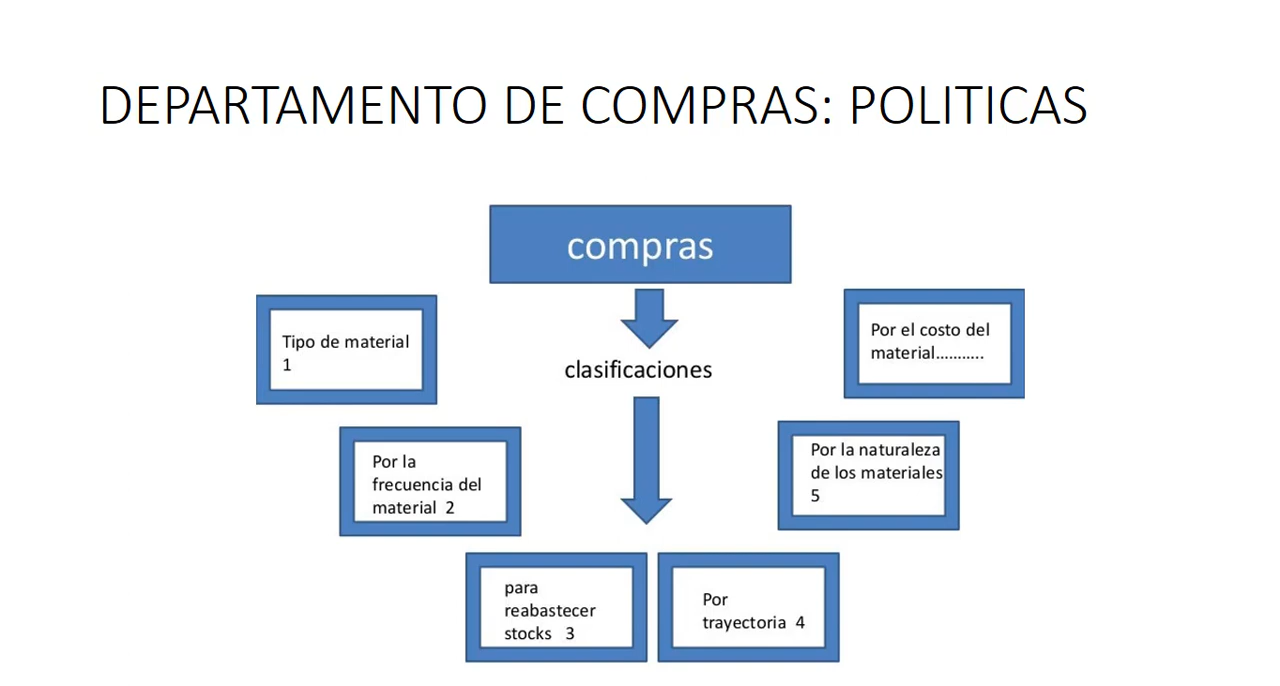 DEPARTAMENTO DE COMPRAS: POLITICAS
compras
clasificaciones
Tipo de material
1
Por la
frecuencia del
material 2
para
reabastecer
stocks 3
Por
trayectoria 4
Por la naturaleza
de los materiales
5
Por el costo del
material...........